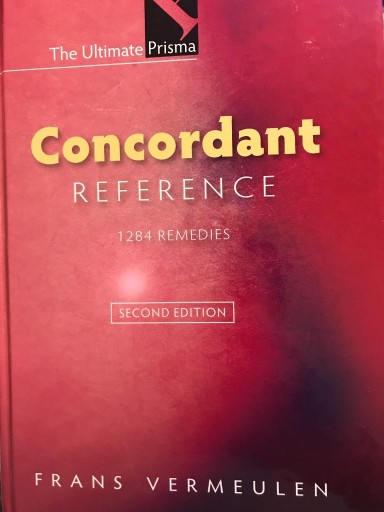 The Ultimate Prisma
Concordant
REFERENCE
1284 REMEDIES
SECOND EDITION
FRANS VERMEULEN